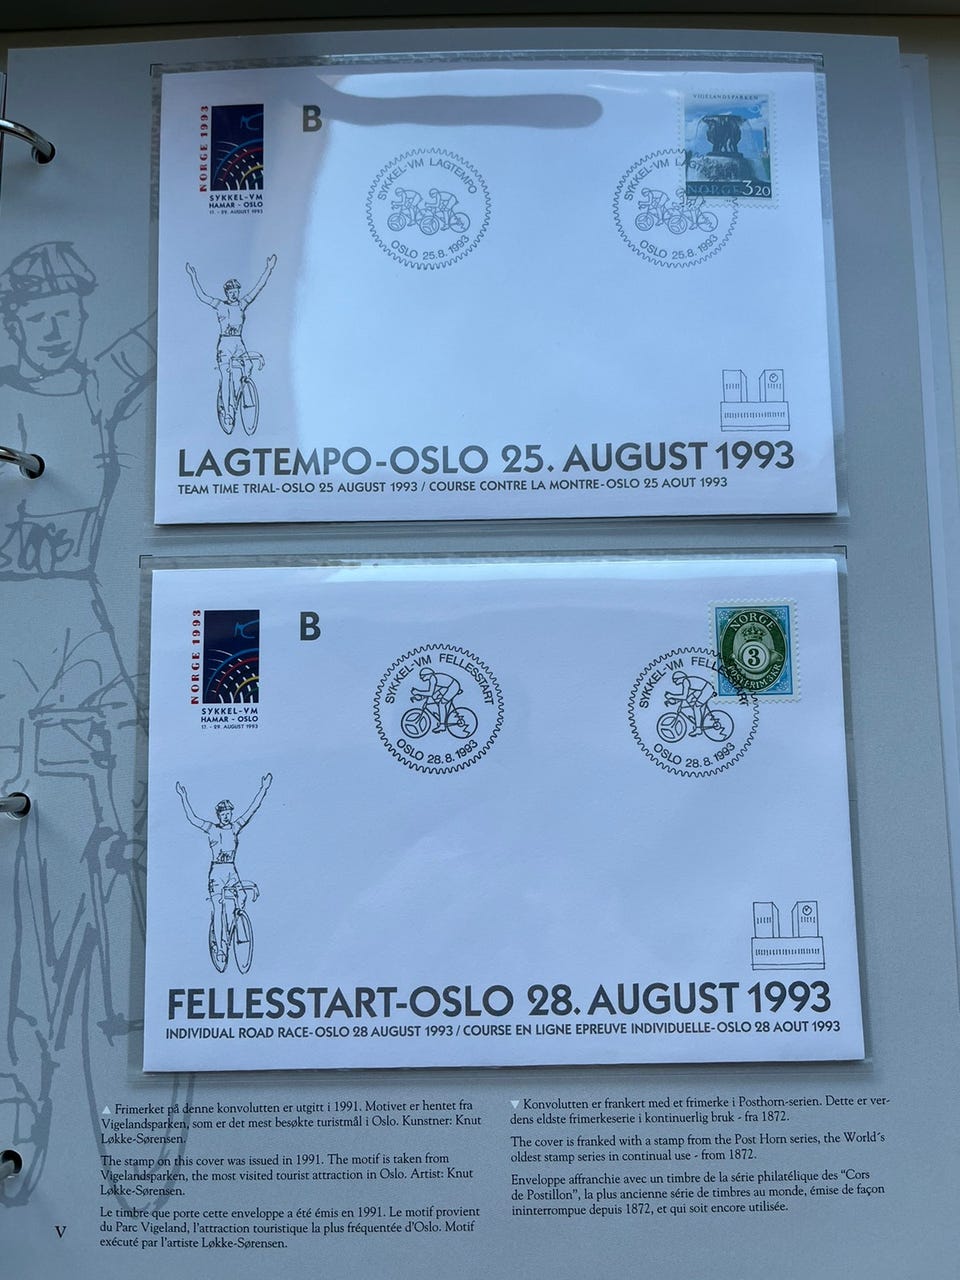 NORGE 1993
B
SYKKEL-VM
HAMAR - OSLO
17. - 29. AUGUST 1993
SYKKEL-VM LAGTEMPO
OSLO 25.8.1993
SYKKEL-VM LAGTEMPO
OSLO 25.8.1993
VIGELANDSPARKEN
NORGE 3 20
LAGTEMPO-OSLO 25. AUGUST 1993
TEAM TIME TRIAL-OSLO 25 AUGUST 1993 / COURSE CONTRE LA MONTRE-OSLO 25 AOUT 1993
NORGE 1993
B
SYKKEL-VM
HAMAR - OSLO
17. - 29. AUGUST 1993
SYKKEL-VM FELLESSTART
OSLO 28.8.1993
SYKKEL-VM FELLESSTART
OSLO 28.8.1993
NORGE
3
POSTFRIM. 3 KR
FELLESSTART-OSLO 28. AUGUST 1993
INDIVIDUAL ROAD RACE-OSLO 28 AUGUST 1993 / COURSE EN LIGNE EPREUVE INDIVIDUELLE-OSLO 28 AOUT 1993
▲ Frimerket på denne konvolutten er utgitt i 1991. Motivet er hentet fra
Vigelandsparken, som er det mest besøkte turistmål i Oslo. Kunstner: Knut
Løkke-Sørensen.
The stamp on this cover was issued in 1991. The motif is taken from
Vigelandsparken, the most visited tourist attraction in Oslo. Artist: Knut
Løkke-Sørensen.
Le timbre que porte cette enveloppe a été émis en 1991. Le motif provient
du Parc Vigeland, l'attraction touristique la plus fréquentée d'Oslo. Motif
exécuté par l'artiste Løkke-Sørensen.
▼ Konvolutten er frankert med et frimerke i Posthorn-serien. Dette er ver-
dens eldste frimerkeserie i kontinuerlig bruk - fra 1872.
The cover is franked with a stamp from the Post Horn series, the World´s
oldest stamp series in continual use - from 1872.
Enveloppe affranchie avec un timbre de la série philatélique des “Cors
de Postillon”, la plus ancienne série de timbres au monde, émise de façon
ininterrompue depuis 1872, et qui soit encore utilisée.
V